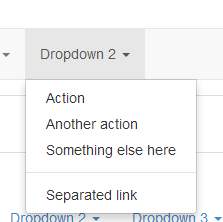 Dropdown 2
Action
Another action
Something else here
Separated link
Dropdown 2 Dropdown 3